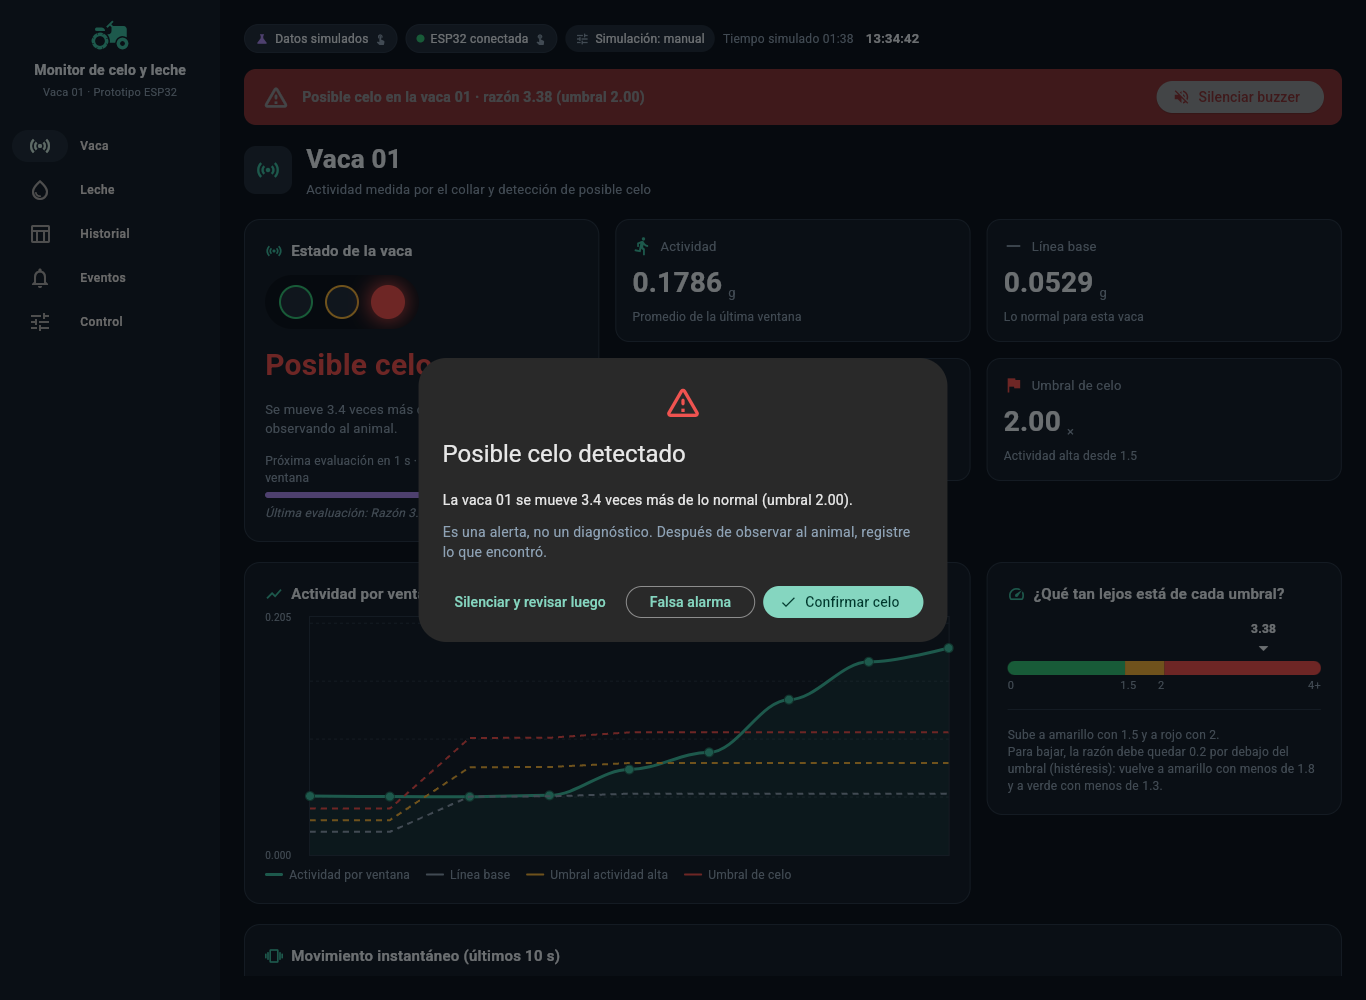 Monitor de celo y leche
Vaca 01 · Prototipo ESP32
Vaca
Leche
Historial
Eventos
Control
Datos simulados
ESP32 conectada
Simulación: manual
Tiempo simulado 01:38
13:34:42
Posible celo en la vaca 01 · razón 3.38 (umbral 2.00)
Silenciar buzzer
Vaca 01
Actividad medida por el collar y detección de posible celo
Estado de la vaca
Posible celo
Se mueve 3.4 veces más
observando al animal.
Próxima evaluación en 1 s ·
ventana
Última evaluación: Razón 3.
Actividad
0.1786 g
Promedio de la última ventana
Línea base
0.0529 g
Lo normal para esta vaca
Umbral de celo
2.00 ×
Actividad alta desde 1.5
Posible celo detectado
La vaca 01 se mueve 3.4 veces más de lo normal (umbral 2.00).
Es una alerta, no un diagnóstico. Después de observar al animal, registre
lo que encontró.
Silenciar y revisar luego
Falsa alarma
Confirmar celo
Actividad por vent
0.205
0.000
Actividad por ventana
Línea base
Umbral actividad alta
Umbral de celo
¿Qué tan lejos está de cada umbral?
3.38
0
1.5
2
4+
Sube a amarillo con 1.5 y a rojo con 2.
Para bajar, la razón debe quedar 0.2 por debajo del
umbral (histéresis): vuelve a amarillo con menos de 1.8
y a verde con menos de 1.3.
Movimiento instantáneo (últimos 10 s)